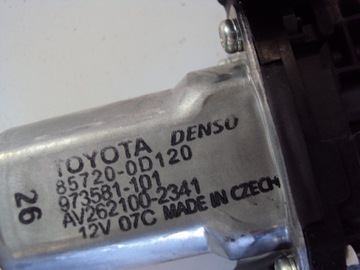 TOYOTA DENSO
85720-0D120
973581-101
AV262100-2341
12V 07C MADE IN CZECH
26